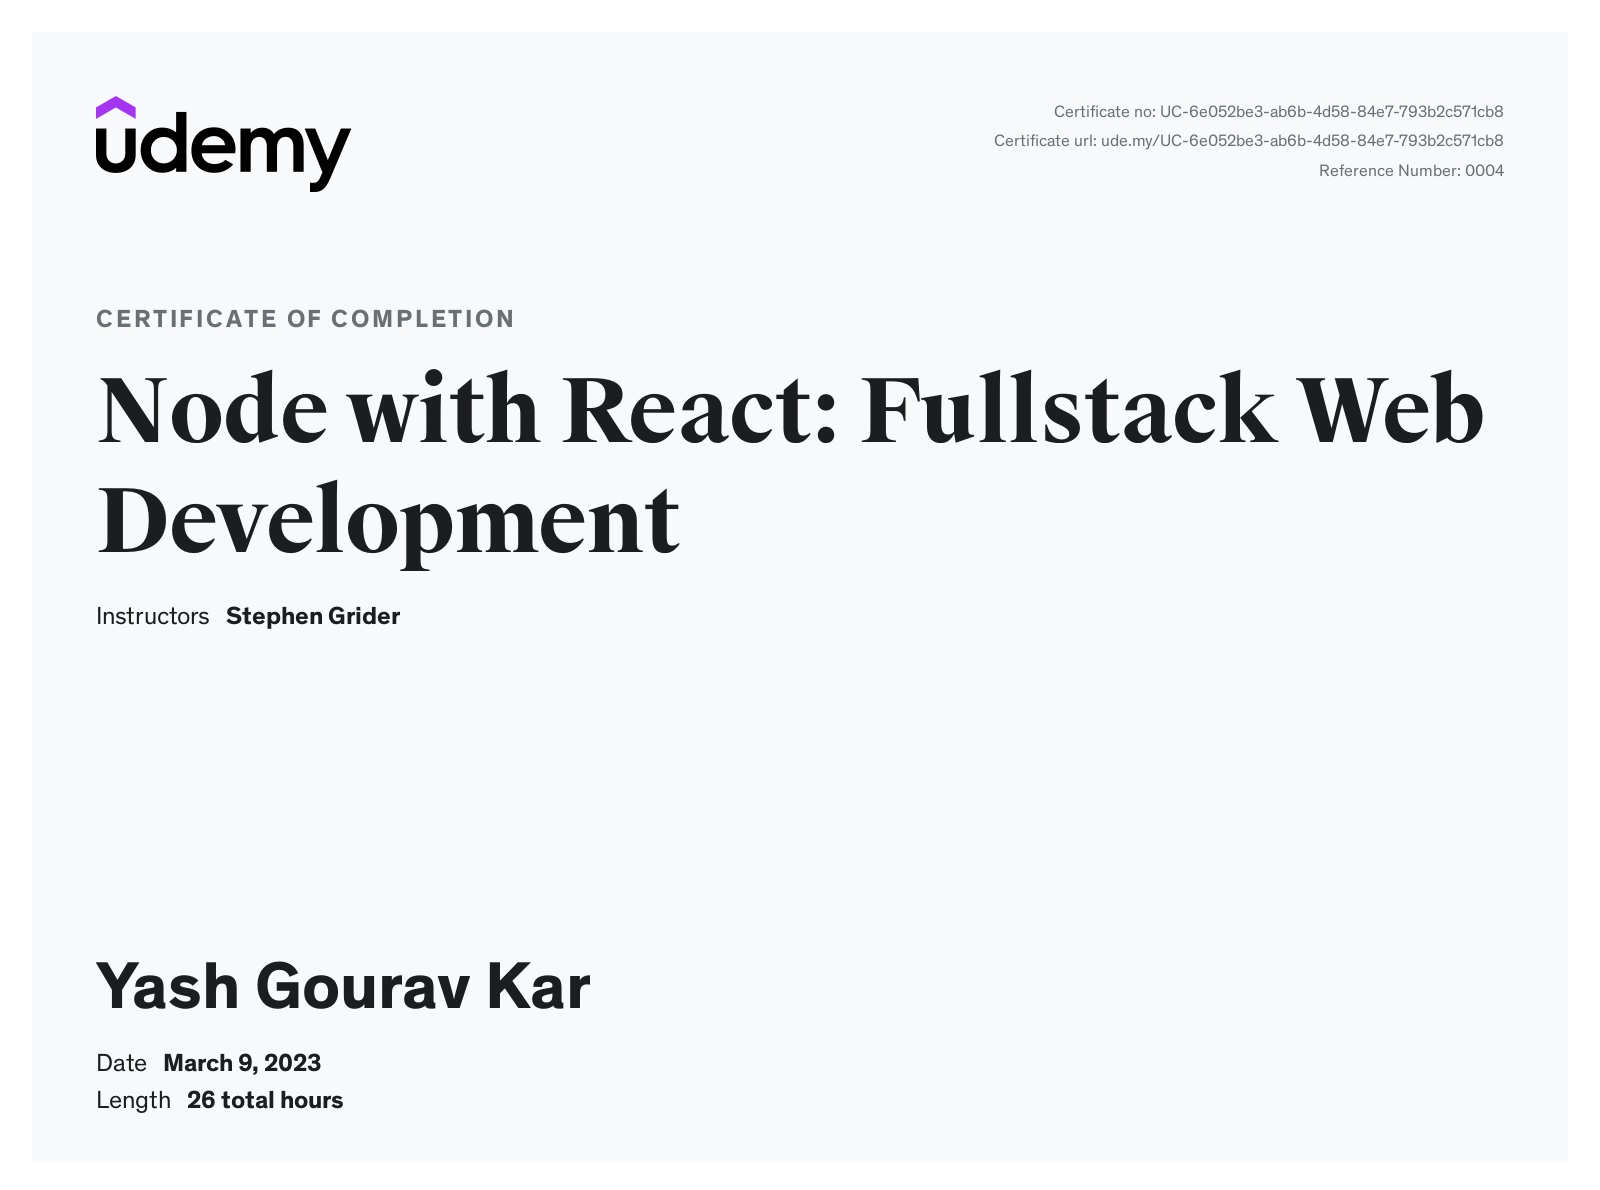 udemy
Certificate no: UC-6e052be3-ab6b-4d58-84e7-793b2c571cb8
Certificate url: ude.my/UC-6e052be3-ab6b-4d58-84e7-793b2c571cb8
Reference Number: 0004
CERTIFICATE OF COMPLETION
Node with React: Fullstack Web
Development
Instructors Stephen Grider
Yash Gourav Kar
Date March 9, 2023
Length 26 total hours